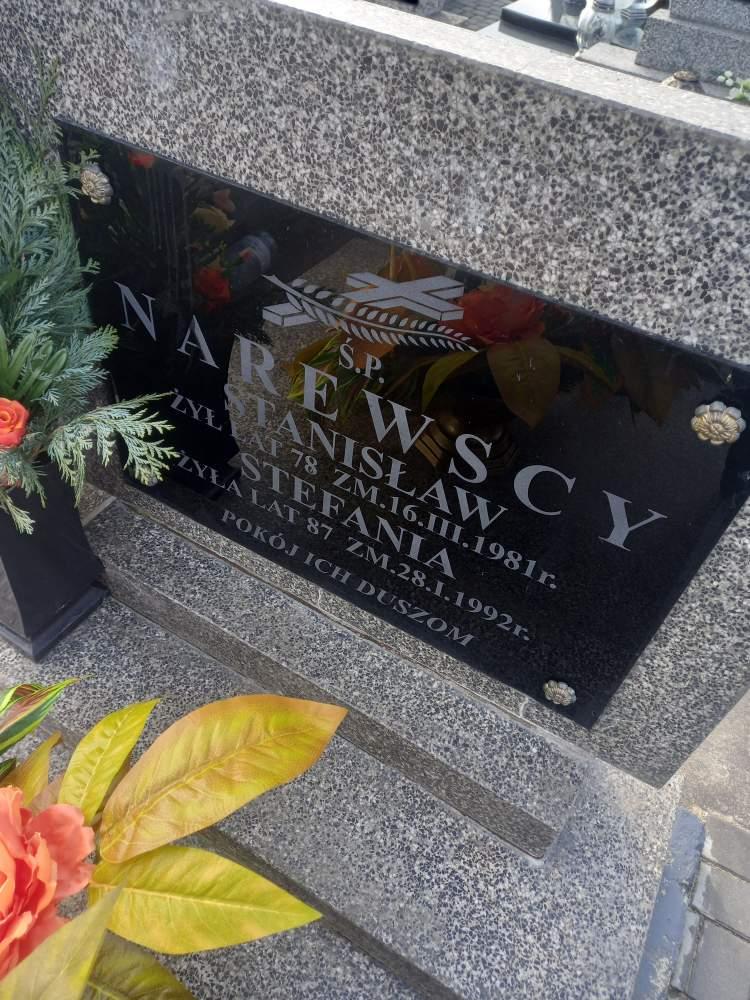 Ś.P.
NAREWSCY
STANISŁAW
ŻYŁ LAT 78 ZM.16.III.1981r.
STEFANIA
ŻYŁA LAT 87 ZM.28.I.1992r.
POKÓJ ICH DUSZOM